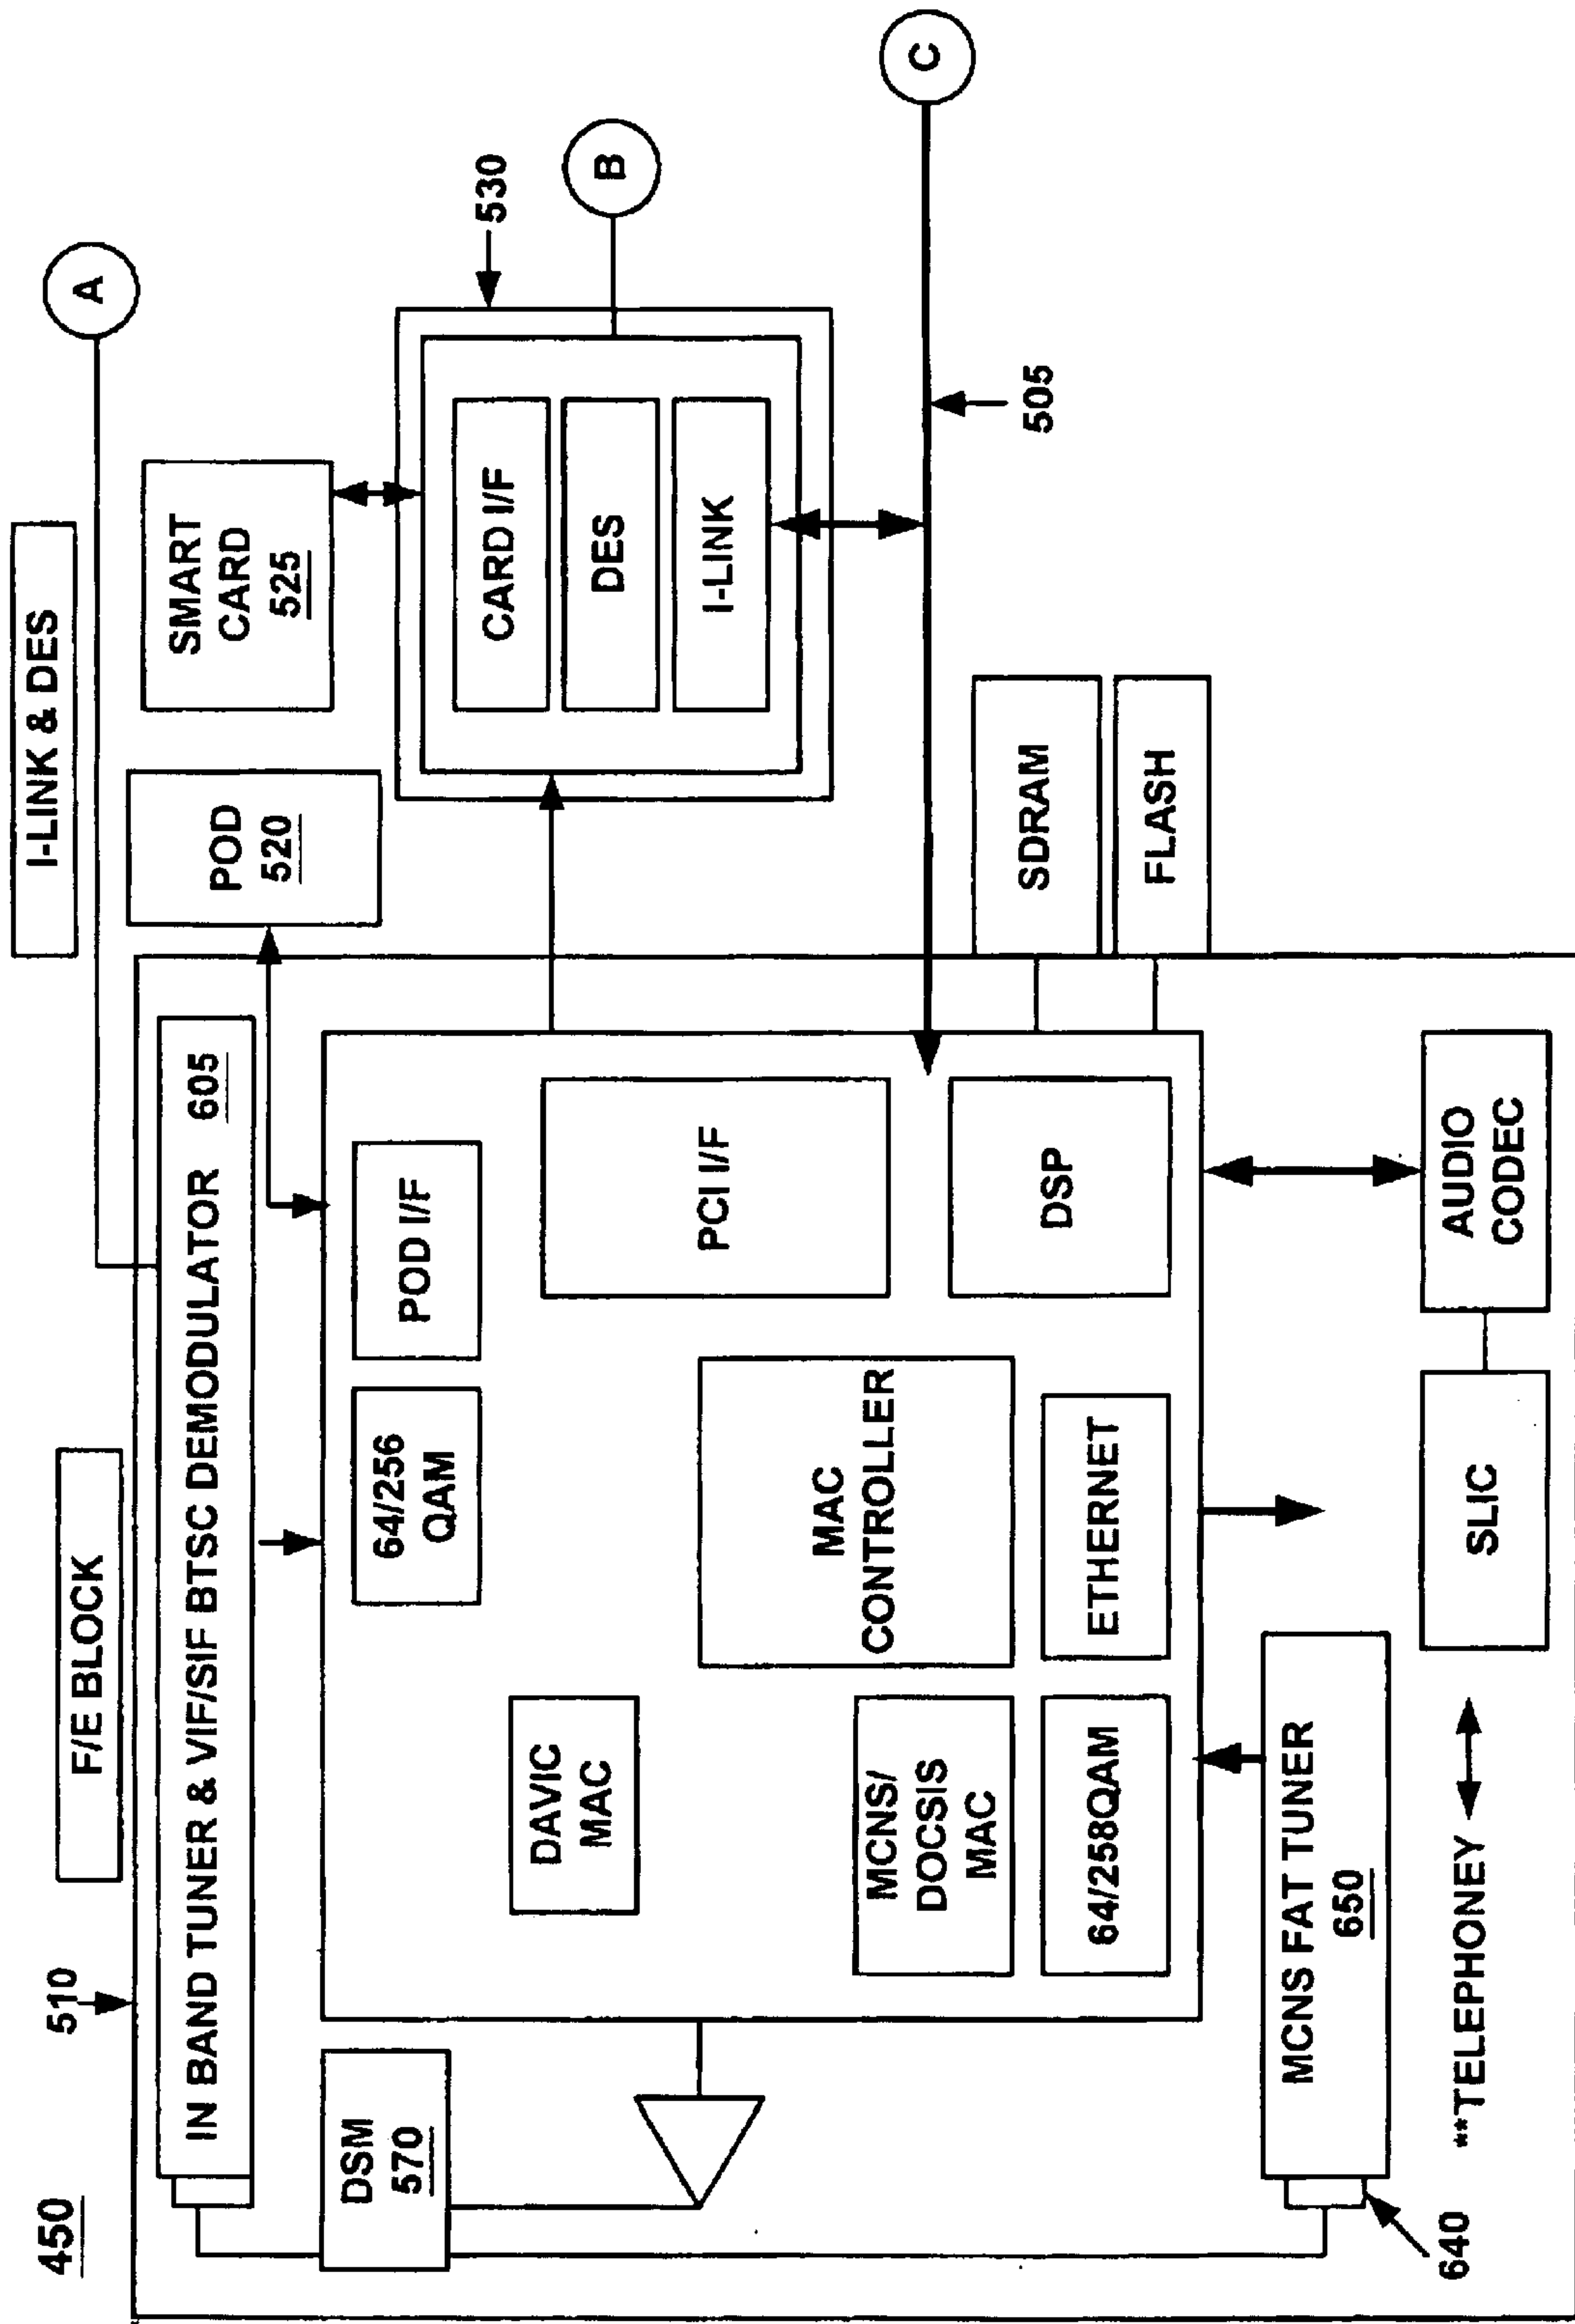 450
510
F/E BLOCK
I-LINK & DES
A
IN BAND TUNER & VIF/SIF BTSC DEMODULATOR 605
POD
520
SMART
CARD
525
530
B
C
DSM
570
64/256
QAM
POD I/F
CARD I/F
DES
I-LINK
DAVIC
MAC
PCI I/F
MAC
CONTROLLER
MCNS/
DOCSIS
MAC
DSP
505
64/258QAM
ETHERNET
SDRAM
FLASH
MCNS FAT TUNER
650
640
**TELEPHONEY
SLIC
AUDIO
CODEC